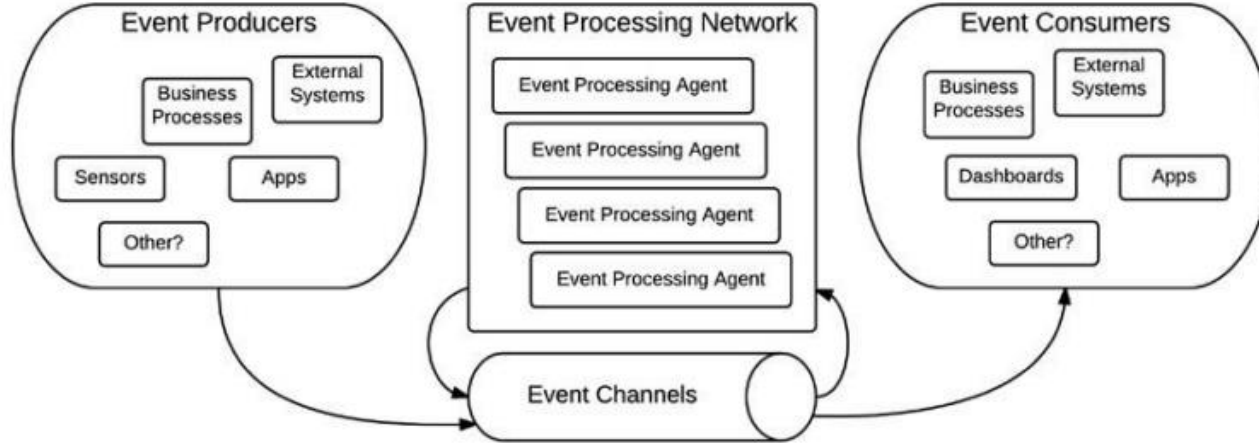 Event Producers
External
Systems
Business
Processes
Sensors
Apps
Other?
Event Processing Network
Event Processing Agent
Event Processing Agent
Event Processing Agent
Event Processing Agent
Event Channels
Event Consumers
External
Systems
Business
Processes
Dashboards
Apps
Other?